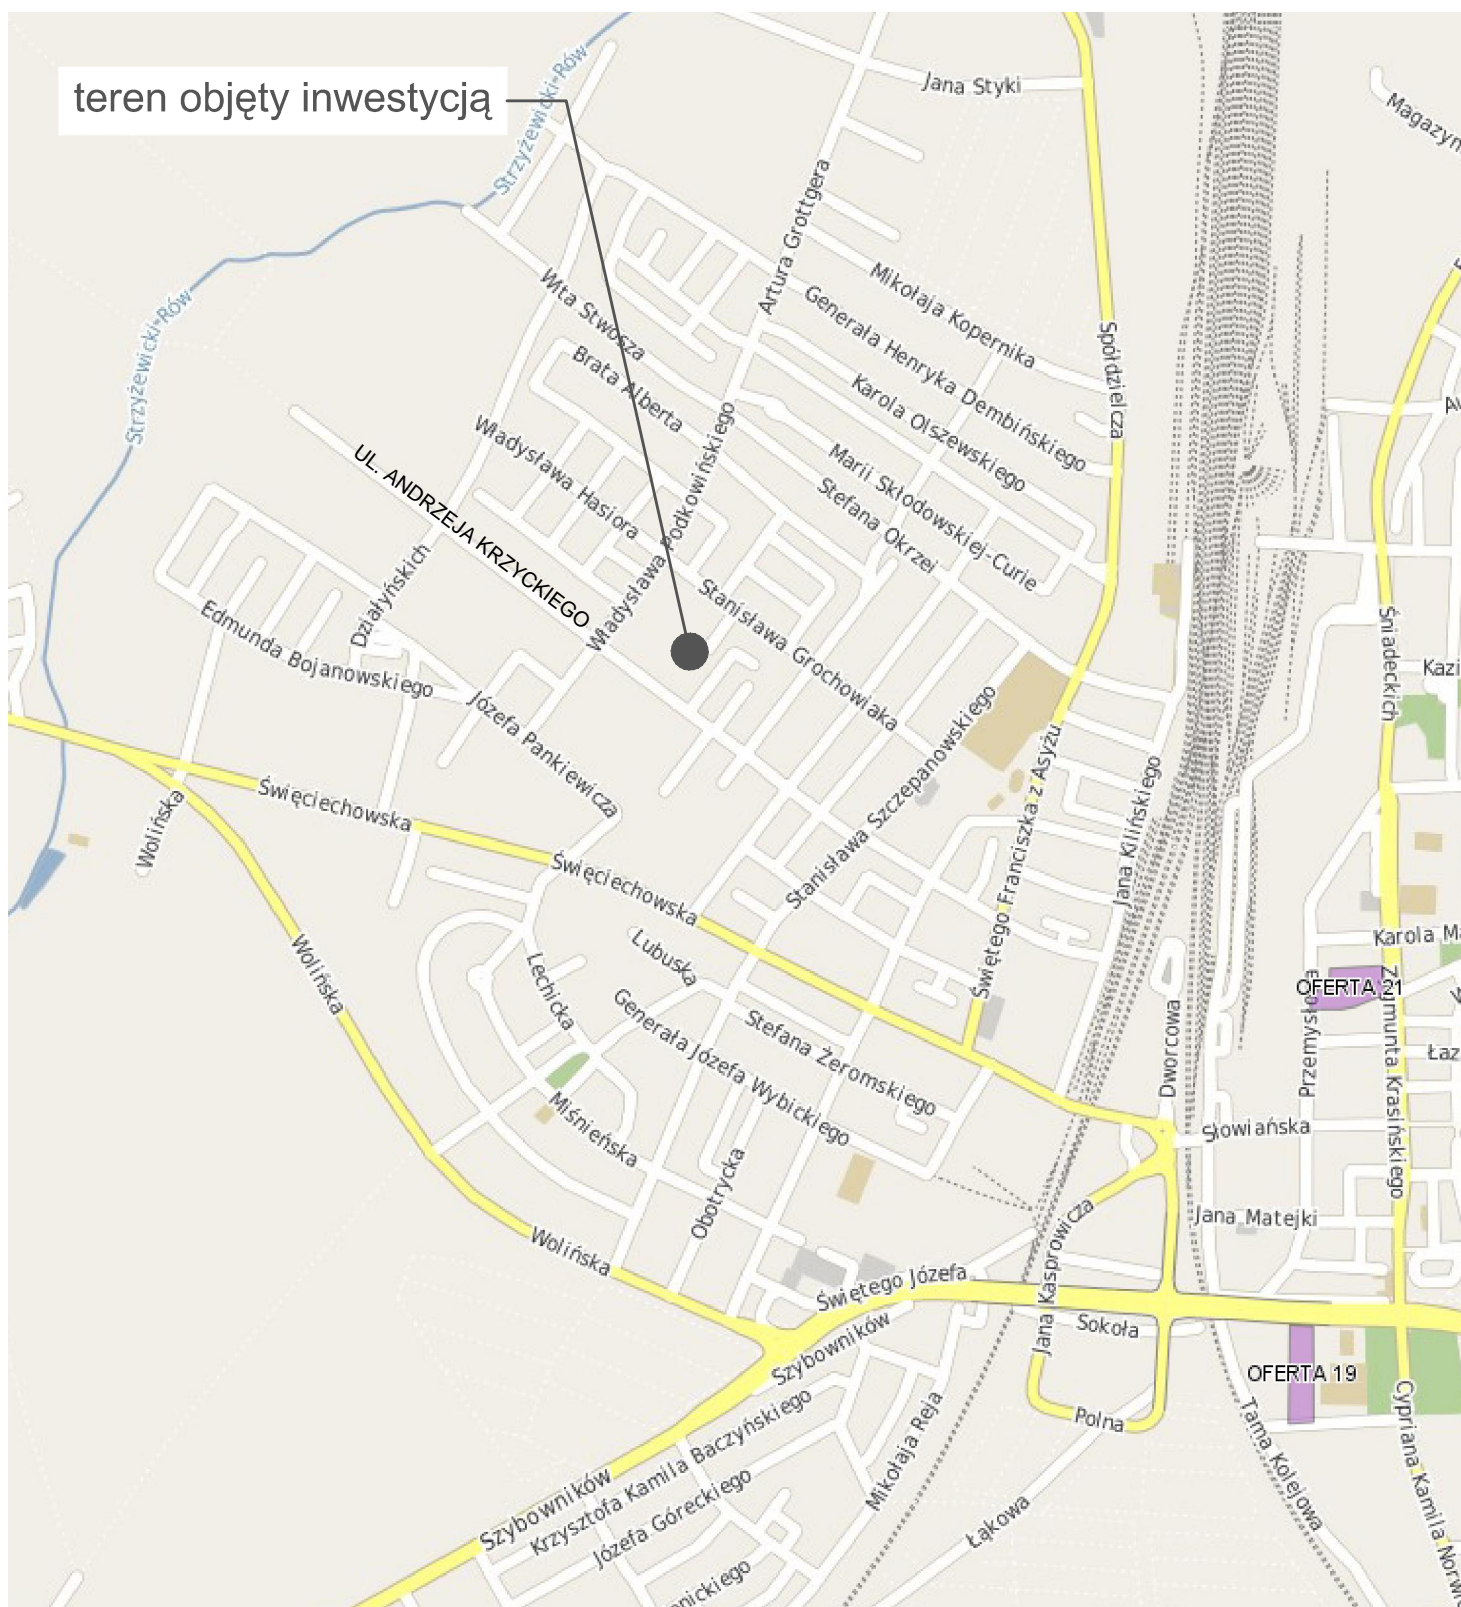 teren objęty inwestycją
Strzyżewicki Rów
Jana Styki
Magazyn
Artura Grottgera
Mikołaja Kopernika
Generała Henryka Dembińskiego
Spółdzielcza
Wita Stwosza
Strzyżewicki Rów
Brata Alberta
Karola Olszewskiego
Marii Skłodowskiej-Curie
Stefana Okrzei
Władysława Hasiora
Władysława Podkowińskiego
UL. ANDRZEJA KRZYCKIEGO
Działyńskich
Stanisława Grochowiaka
Edmunda Bojanowskiego
Józefa Pankiewicza
Śniadeckich
Kazi
Stanisława Szczepanowskiego
Świętego Franciszka z Asyżu
Jana Kilińskiego
Święciechowska
Wolińska
Święciechowska
Karola Ma
Lubuska
Wolińska
Lechicka
OFERTA 21
Generała Józefa Wybickiego
Stefana Żeromskiego
Dworcowa
Przemysłowa
Zygmunta Krasińskiego
Łaz
Miśnieńska
Słowiańska
Obotrycka
Jana Matejki
Wolińska
Jana Kasprowicza
Świętego Józefa
Sokoła
Szybowników
OFERTA 19
Polna
Mikołaja Reja
Krzysztofa Kamila Baczyńskiego
Tama Kolejowa
Cypriana Kamila Norwi
Szybowników
Józefa Góreckiego
Łąkowa
nickiego